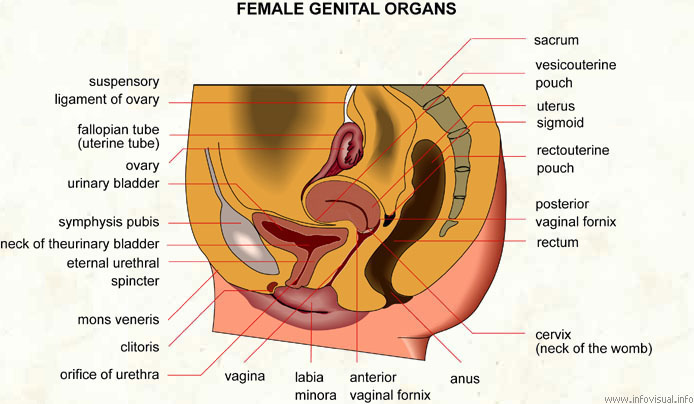 FEMALE GENITAL ORGANS
suspensory
ligament of ovary
fallopian tube
(uterine tube)
ovary
urinary bladder
symphysis pubis
neck of theurinary bladder
eternal urethral
spincter
mons veneris
clitoris
orifice of urethra
vagina
labia
minora
anterior
vaginal fornix
anus
sacrum
vesicouterine
pouch
uterus
sigmoid
rectouterine
pouch
posterior
vaginal fornix
rectum
cervix
(neck of the womb)
www.infovisual.info